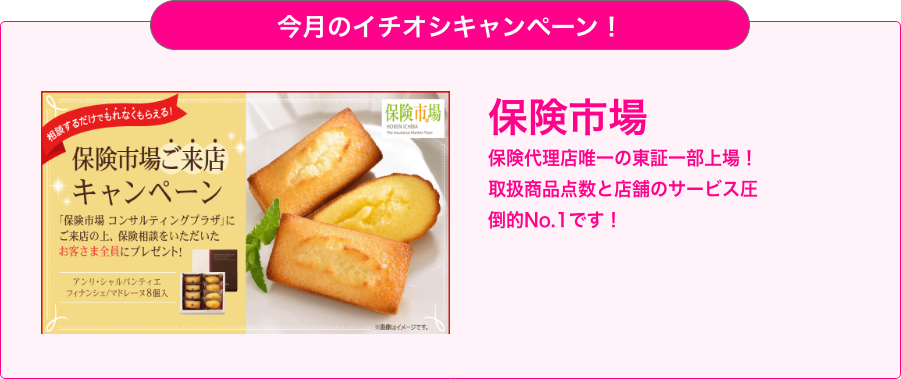 今月のイチオシキャンペーン！
相談するだけでもれなくもらえる！
保険市場
HOKEN ICHIBA
The Insurance Market Place
保険市場ご来店
キャンペーン
「保険市場 コンサルティングプラザ」に
ご来店の上、保険相談をいただいた
お客さま全員にプレゼント!
アンリ・シャルパンティエ
フィナンシェ/マドレーヌ8個入
※画像はイメージです。
保険市場
保険代理店唯一の東証一部上場！
取扱商品点数と店舗のサービス圧
倒的No.1です！